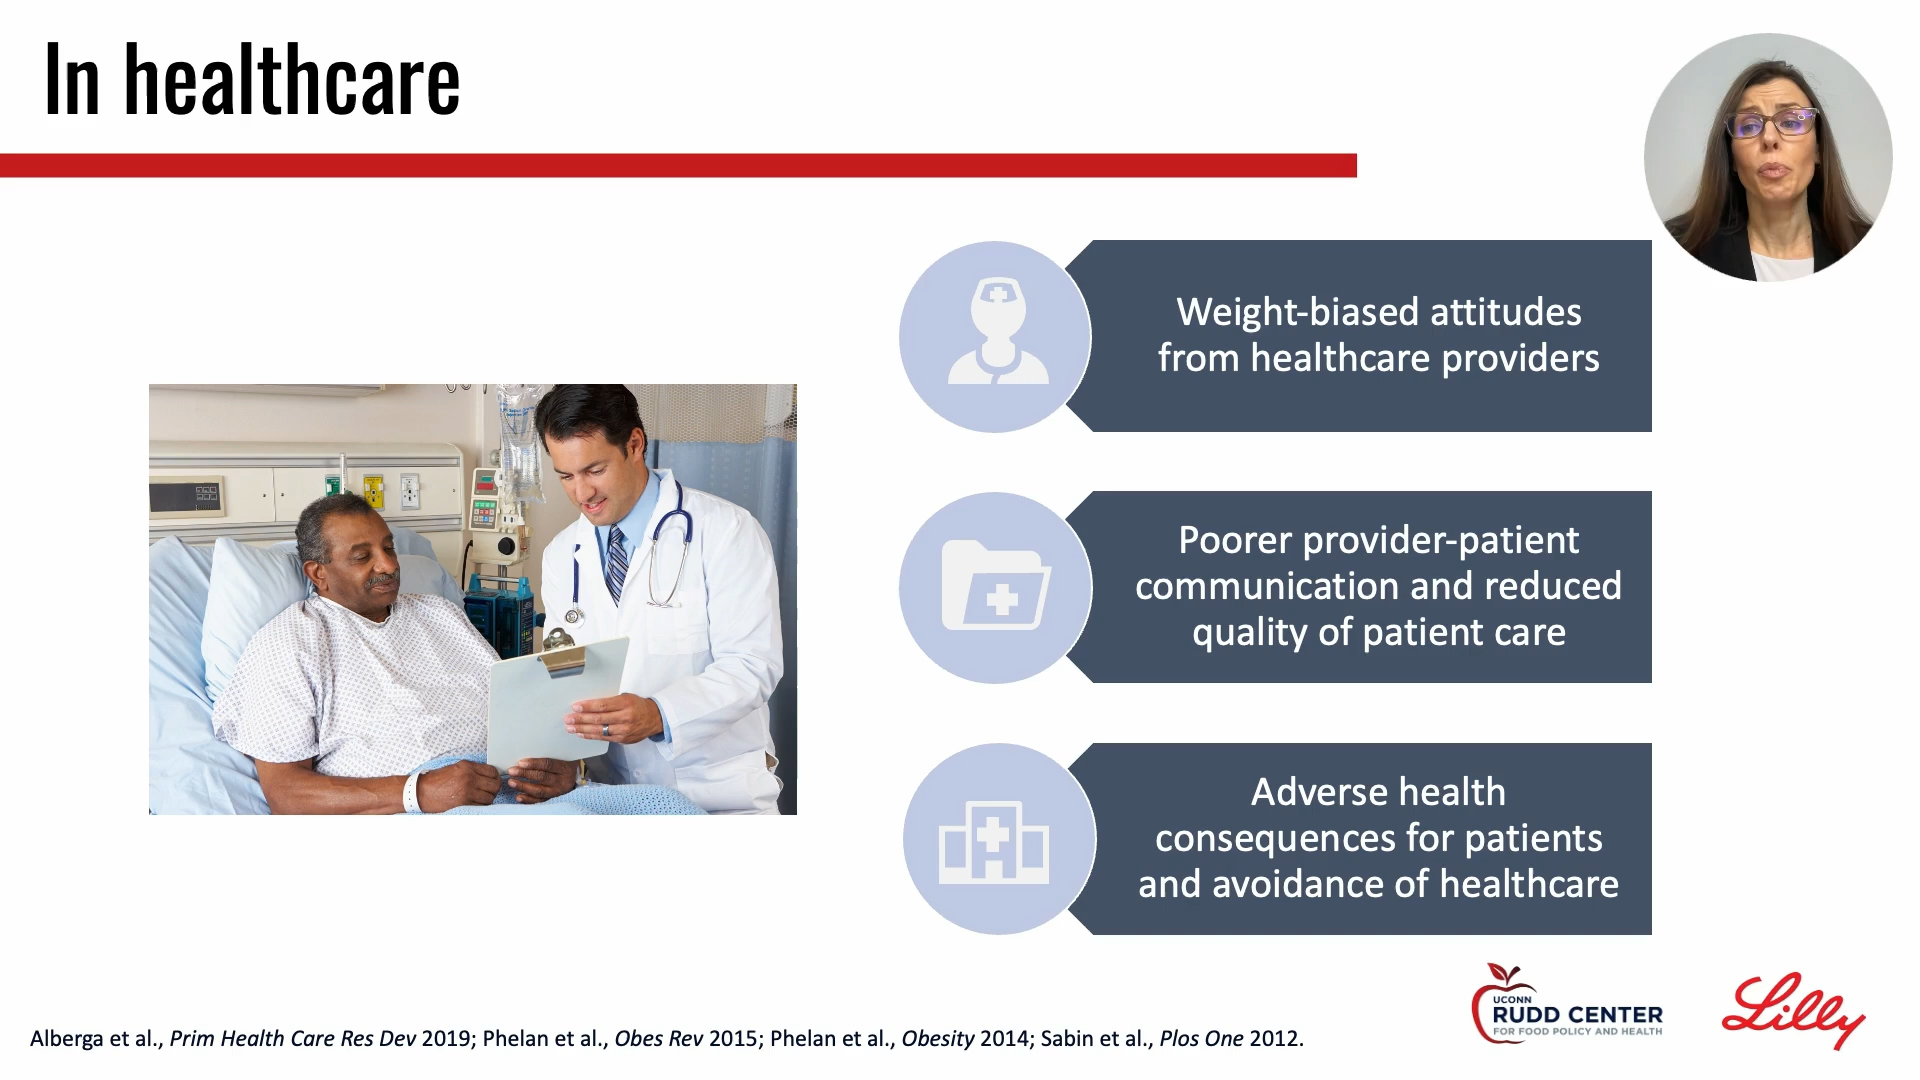 In healthcare
Weight-biased attitudes
from healthcare providers
Poorer provider-patient
communication and reduced
quality of patient care
Adverse health
consequences for patients
and avoidance of healthcare
UCONN
RUDD CENTER
FOR FOOD POLICY AND HEALTH
Lilly
Alberga et al., Prim Health Care Res Dev 2019; Phelan et al., Obes Rev 2015; Phelan et al., Obesity 2014; Sabin et al., Plos One 2012.